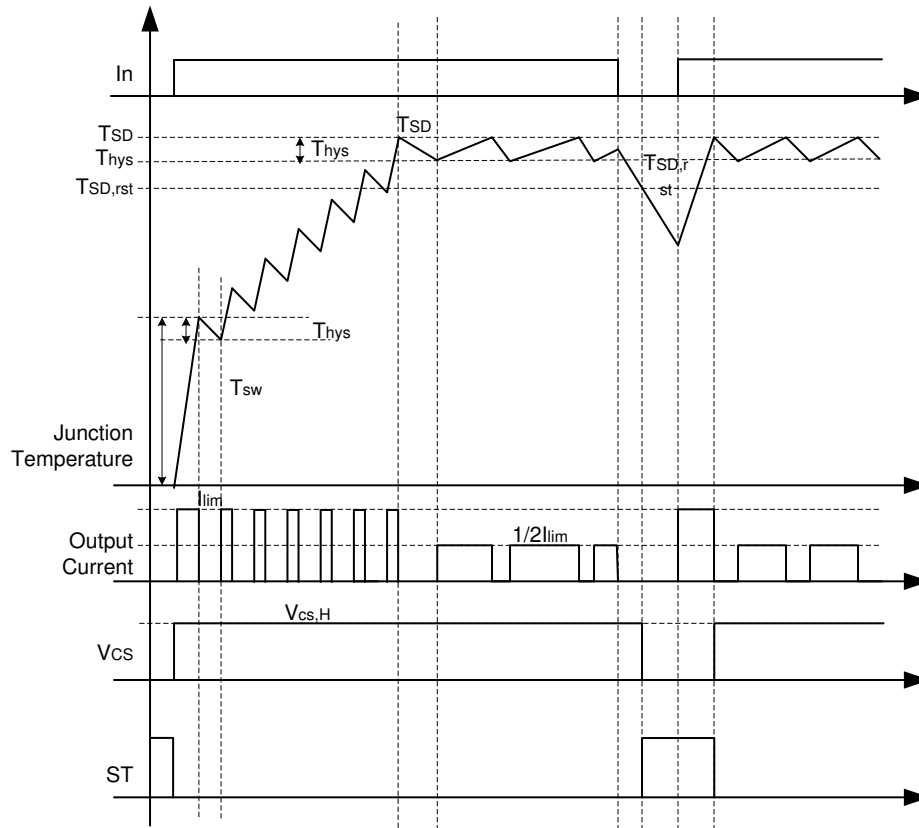 In
TSD
Thys
TSD,rst
Thys
TSD
TSD,r
st
Thys
Tsw
Junction
Temperature
Ilim
Output
Current
1/2Ilim
Vcs,H
VCS
ST